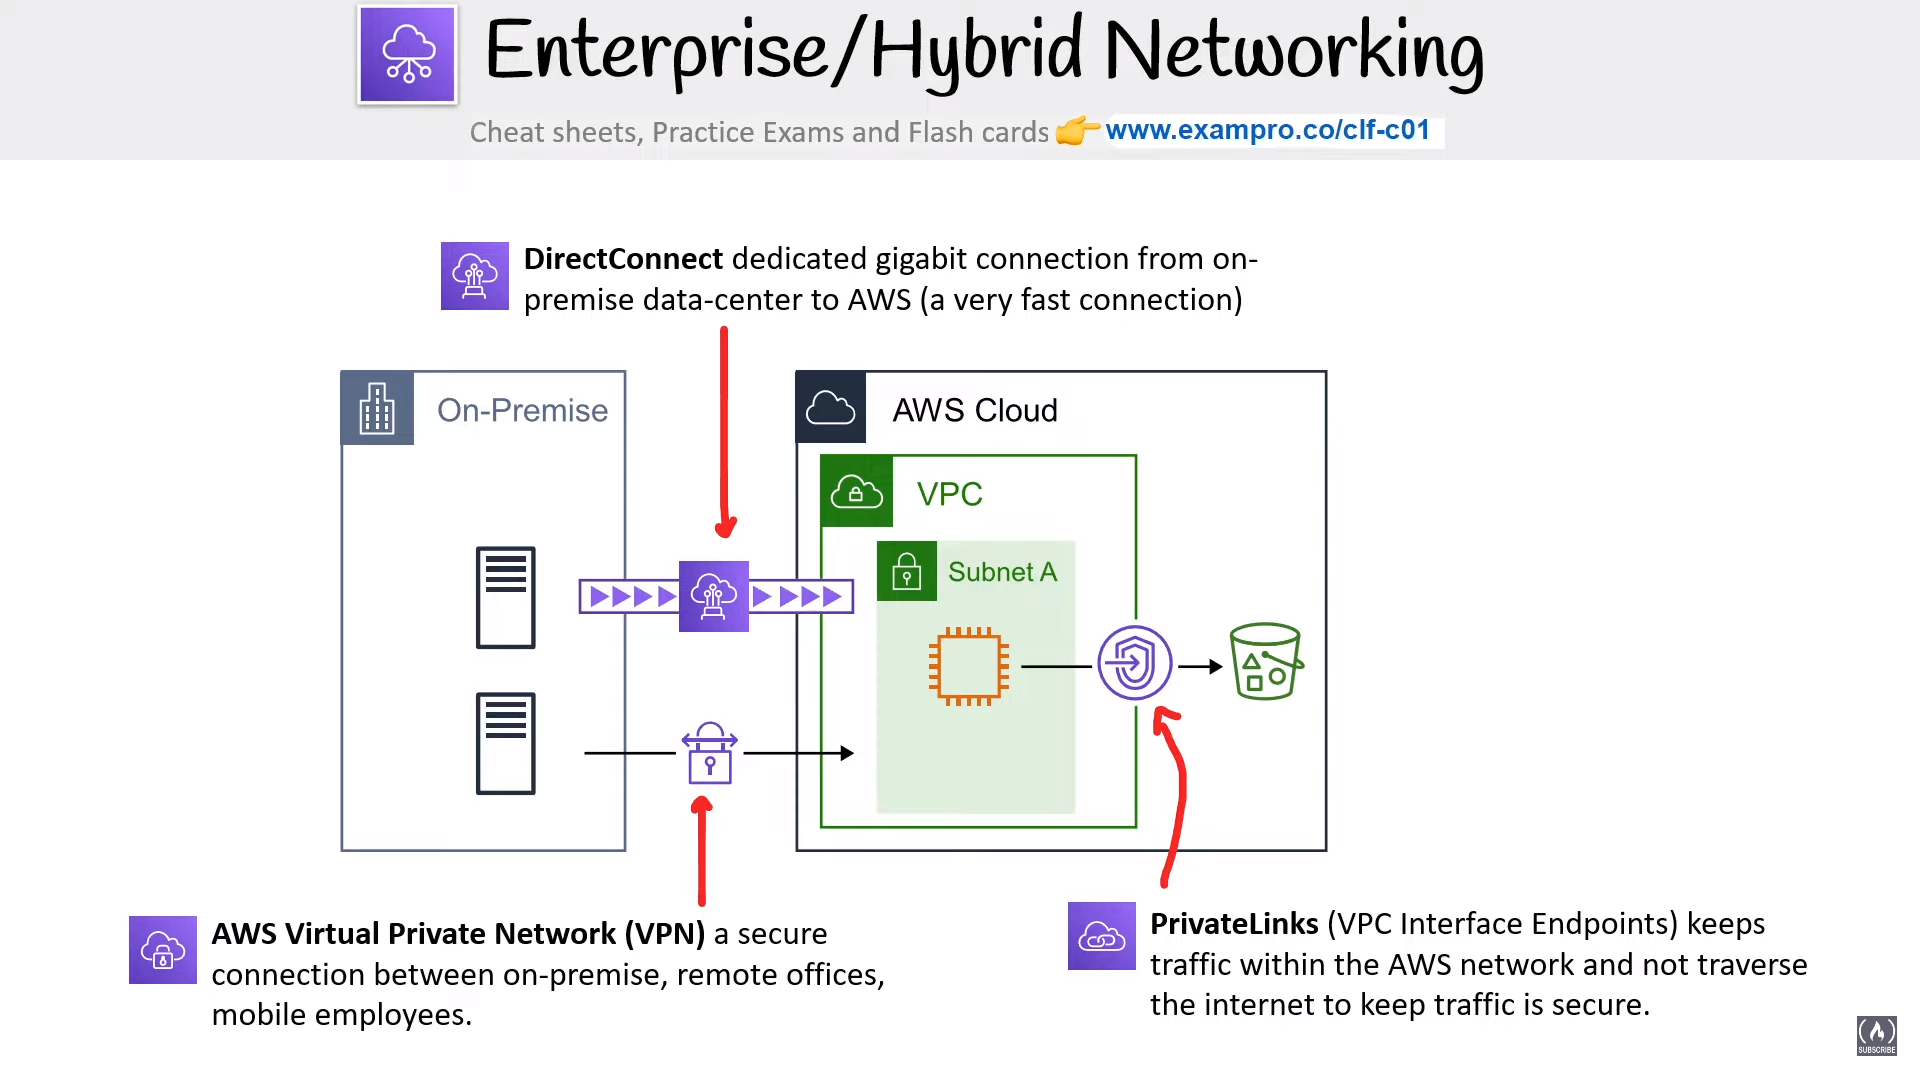 Enterprise/Hybrid Networking
Cheat sheets, Practice Exams and Flash cards 👉 www.exampro.co/clf-c01
DirectConnect dedicated gigabit connection from on-
premise data-center to AWS (a very fast connection)
On-Premise
AWS Cloud
VPC
Subnet A
AWS Virtual Private Network (VPN) a secure
connection between on-premise, remote offices,
mobile employees.
PrivateLinks (VPC Interface Endpoints) keeps
traffic within the AWS network and not traverse
the internet to keep traffic is secure.
SUBSCRIBE